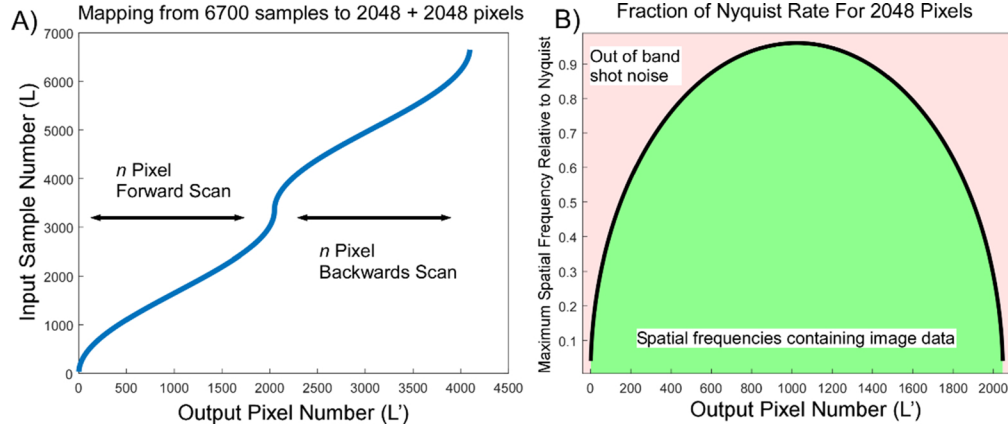 A)
Mapping from 6700 samples to 2048 + 2048 pixels
7000
6000
5000
4000
3000
2000
1000
0
Input Sample Number (L)
n Pixel
Forward Scan
n Pixel
Backwards Scan
0
500
1000
1500
2000
2500
3000
3500
4000
4500
Output Pixel Number (L')
B)
Fraction of Nyquist Rate For 2048 Pixels
Maximum Spatial Frequency Relative to Nyquist
0.9
0.8
0.7
0.6
0.5
0.4
0.3
0.2
0.1
Out of band
shot noise
Spatial frequencies containing image data
0
200
400
600
800
1000
1200
1400
1600
1800
2000
Output Pixel Number (L')